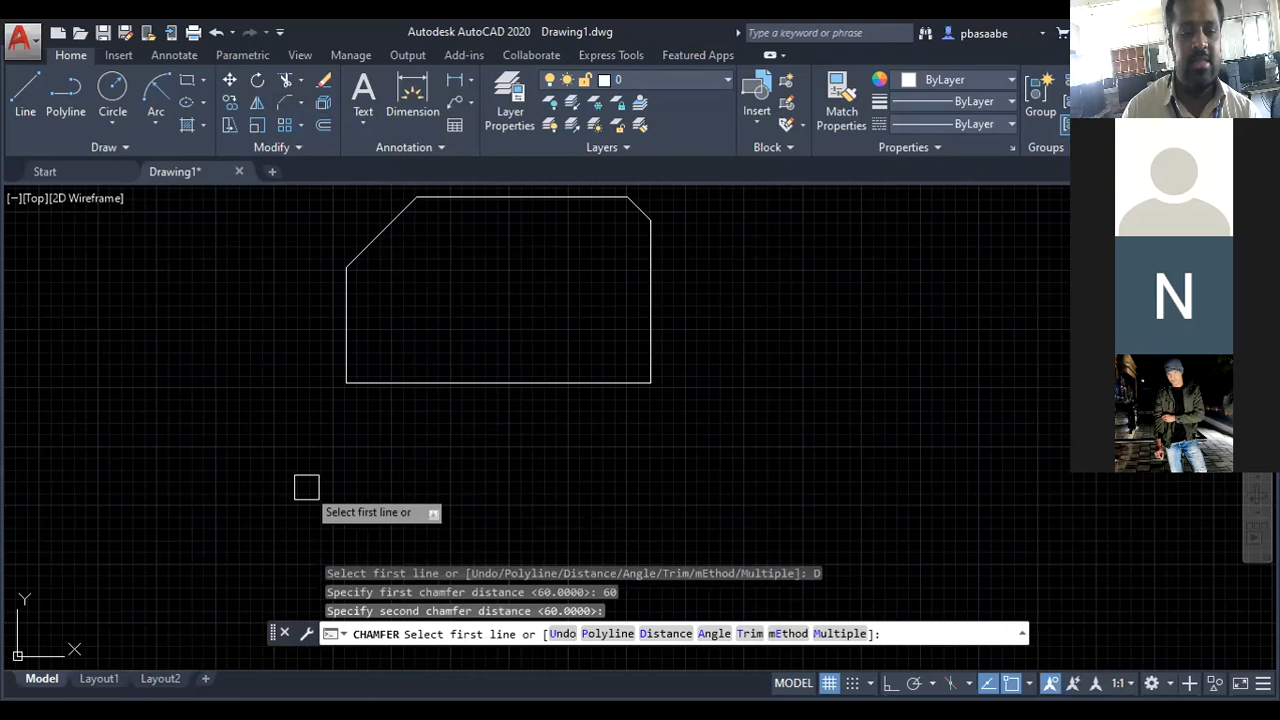 Autodesk AutoCAD 2020 Drawing1.dwg
Type a keyword or phrase
pbasaabe
Home Insert Annotate Parametric View Manage Output Add-ins Collaborate Express Tools Featured Apps
0
ByLayer
ByLayer
ByLayer
Line Polyline Circle Arc
Text Dimension
Layer Properties
Insert
Match Properties
Group
Draw Modify Annotation Layers Block Properties Groups
Start Drawing1*
[−][Top][2D Wireframe]
N
Select first line or
Select first line or [Undo/Polyline/Distance/Angle/Trim/mEthod/Multiple]: D
Specify first chamfer distance <60.0000>: 60
Specify second chamfer distance <60.0000>:
CHAMFER Select first line or [Undo Polyline Distance Angle Trim mEthod Multiple]:
Y
X
Model Layout1 Layout2 +
MODEL 1:1